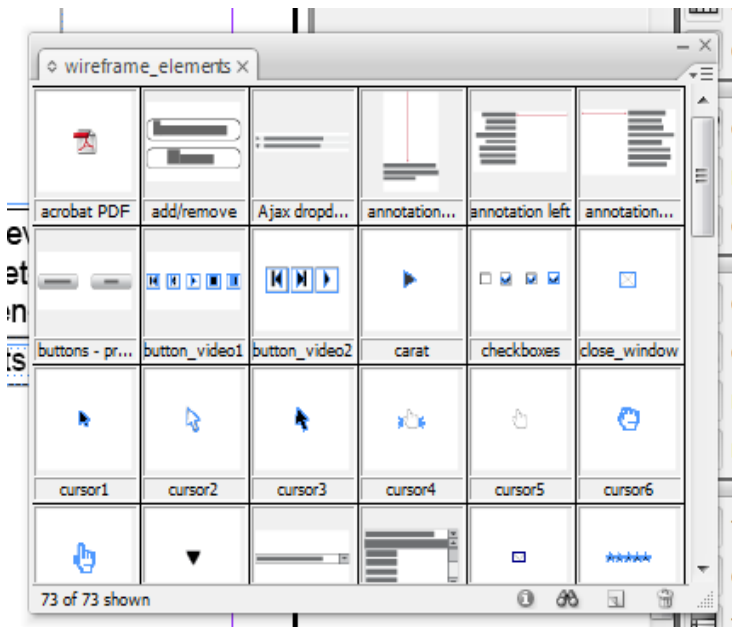 wireframe_elements
acrobat PDF
add/remove
Ajax dropd...
annotation...
annotation left
annotation...
buttons - pr...
button_video1
button_video2
carat
checkboxes
close_window
cursor1
cursor2
cursor3
cursor4
cursor5
cursor6
73 of 73 shown